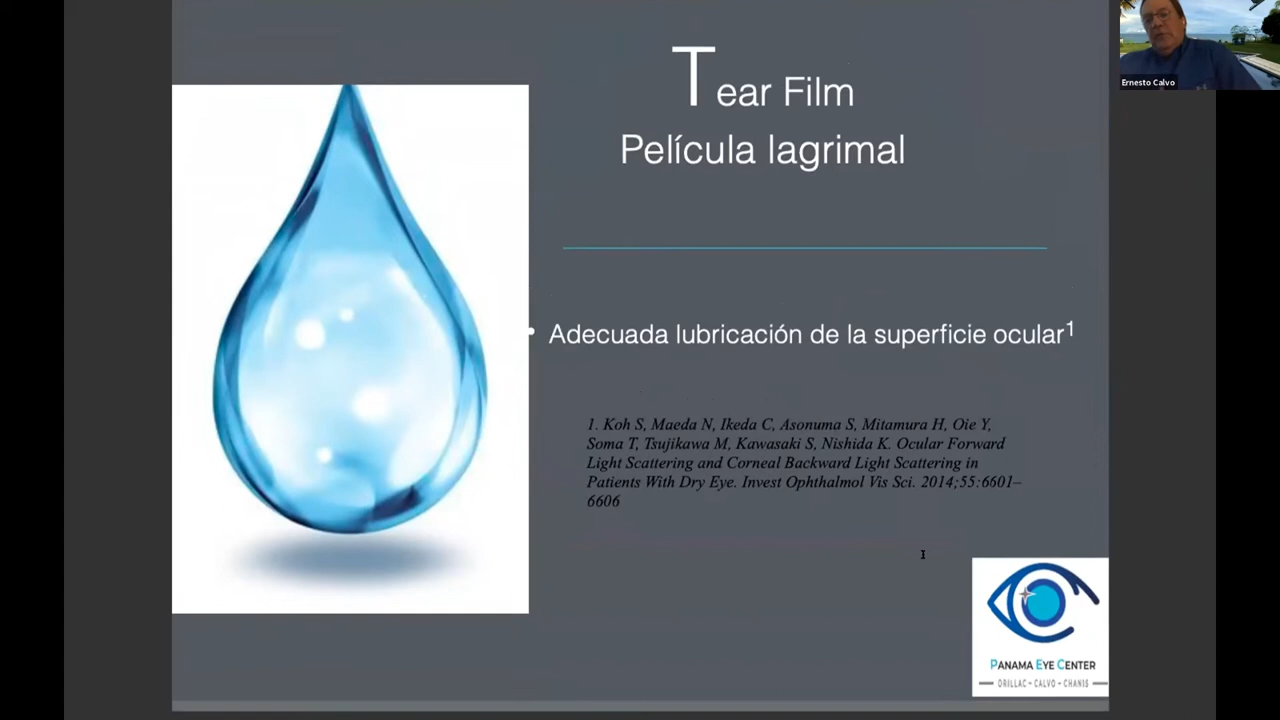 Tear Film
Película lagrimal
• Adecuada lubricación de la superficie ocular1
1. Koh S, Maeda N, Ikeda C, Asonuma S, Mitamura H, Oie Y,
Soma T, Tsujikawa M, Kawasaki S, Nishida K. Ocular Forward
Light Scattering and Corneal Backward Light Scattering in
Patients With Dry Eye. Invest Ophthalmol Vis Sci. 2014;55:6601–
6606
PANAMA EYE CENTER
ORILLAC - CALVO - CHANIS
Ernesto Calvo